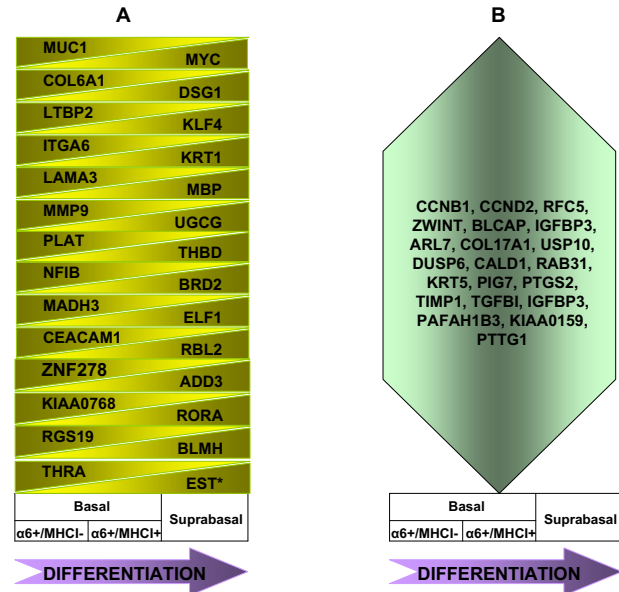 A
MUC1
MYC
COL6A1
DSG1
LTBP2
KLF4
ITGA6
KRT1
LAMA3
MBP
MMP9
UGCG
PLAT
THBD
NFIB
BRD2
MADH3
ELF1
CEACAM1
RBL2
ZNF278
ADD3
KIAA0768
RORA
RGS19
BLMH
THRA
EST*
Basal
Suprabasal
α6+/MHCI-
α6+/MHCI+
DIFFERENTIATION
B
CCNB1, CCND2, RFC5,
ZWINT, BLCAP, IGFBP3,
ARL7, COL17A1, USP10,
DUSP6, CALD1, RAB31,
KRT5, PIG7, PTGS2,
TIMP1, TGFBI, IGFBP3,
PAFAH1B3, KIAA0159,
PTTG1
Basal
Suprabasal
α6+/MHCI-
α6+/MHCI+
DIFFERENTIATION